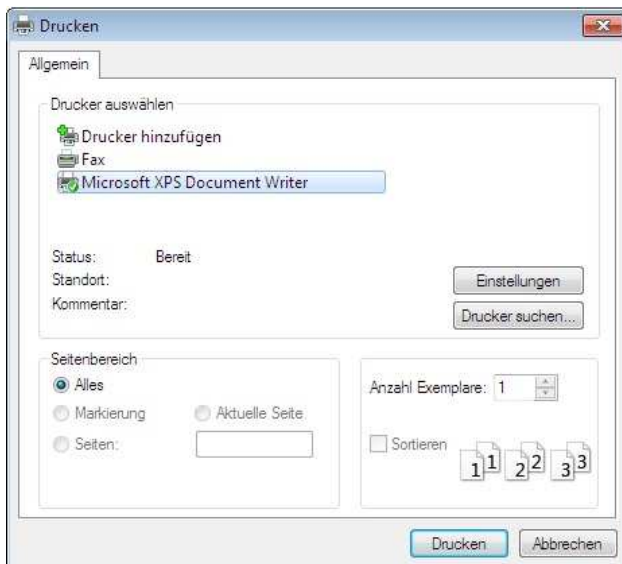 Drucken
Allgemein
Drucker auswählen
Drucker hinzufügen
Fax
Microsoft XPS Document Writer
Status: Bereit
Standort:
Kommentar:
Einstellungen
Drucker suchen...
Seitenbereich
Alles
Markierung Aktuelle Seite
Seiten:
Anzahl Exemplare: 1
Sortieren
1 1 2 2 3 3
Drucken Abbrechen